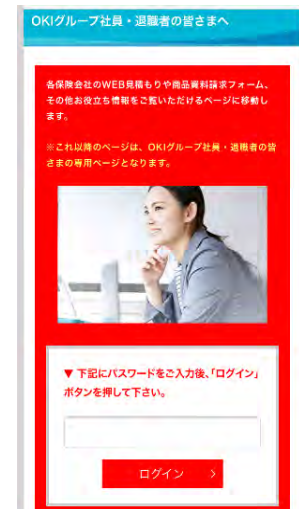 OKIグループ社員・退職者の皆さまへ
各保険会社のWEB見積もりや商品資料請求フォーム、
その他お役立ち情報をご覧いただけるページに移動し
ます。
※これ以降のページは、OKIグループ社員・退職者の皆
さまの専用ページとなります。
▼ 下記にパスワードをご入力後、「ログイン」
ボタンを押して下さい。
ログイン >